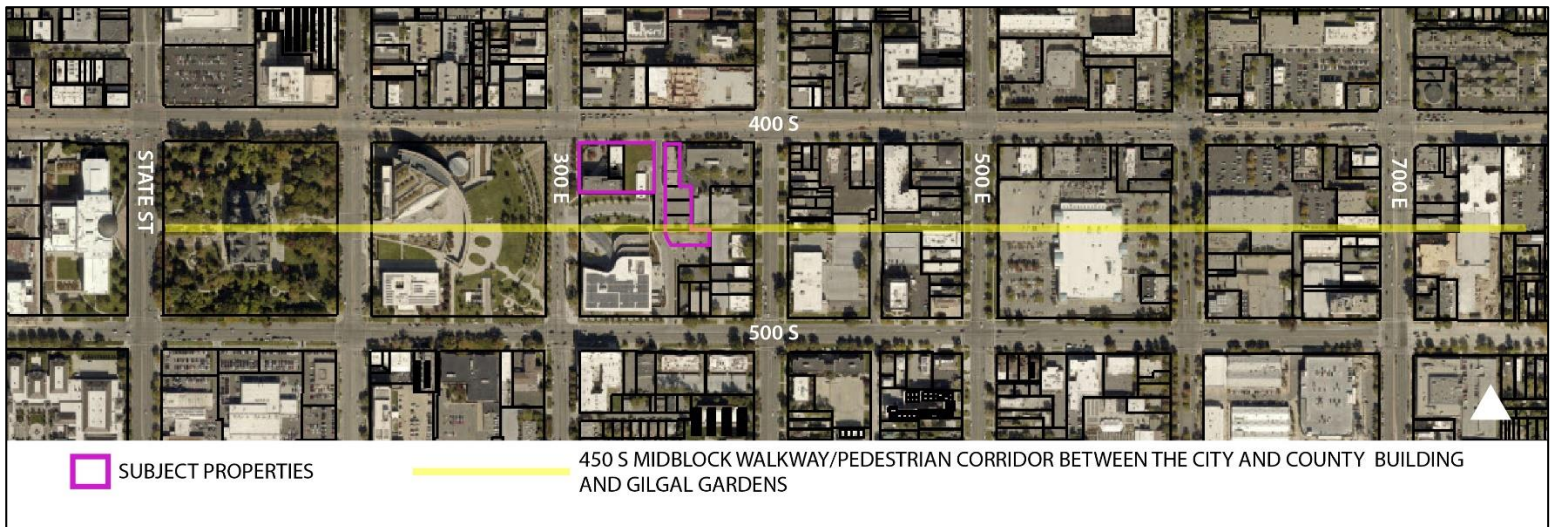 400 S
STATE ST
300 E
500 E
700 E
500 S
SUBJECT PROPERTIES
450 S MIDBLOCK WALKWAY/PEDESTRIAN CORRIDOR BETWEEN THE CITY AND COUNTY BUILDING
AND GILGAL GARDENS